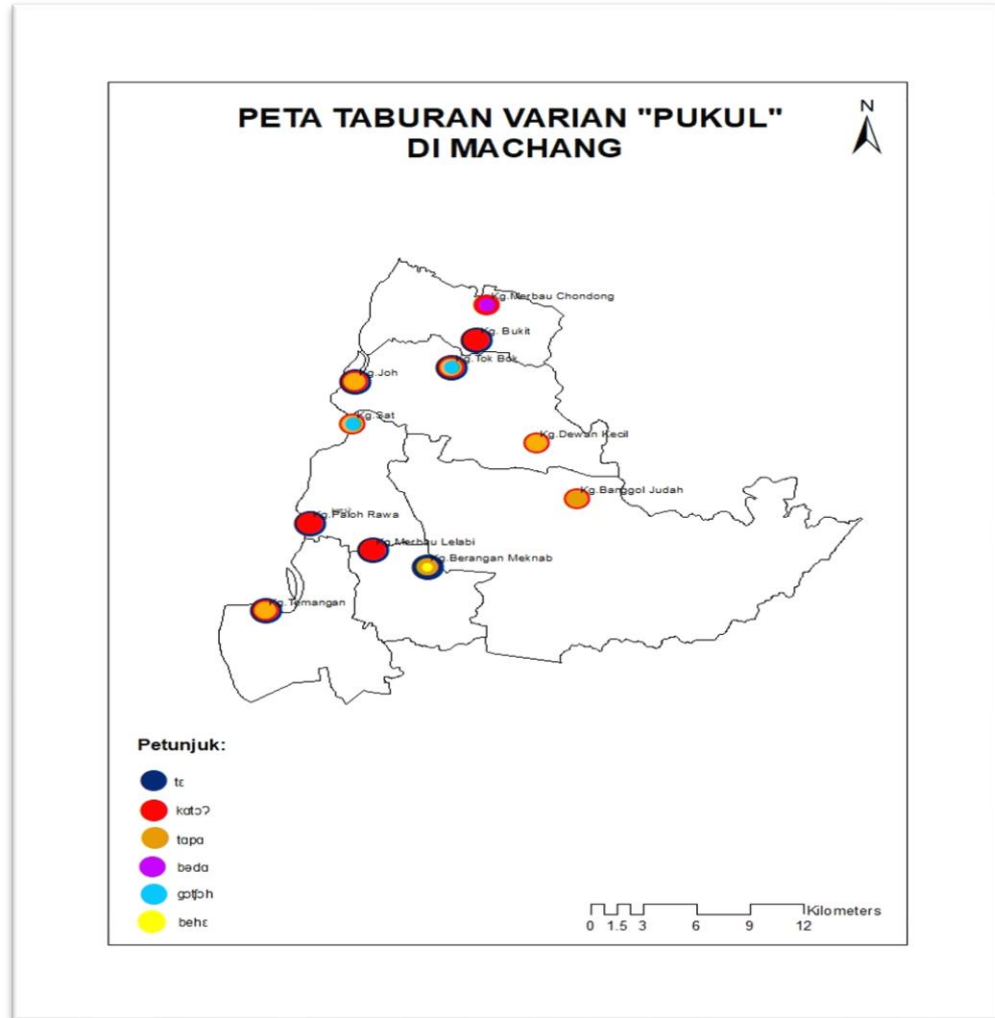 PETA TABURAN VARIAN "PUKUL"
DI MACHANG
N
Kg.Merbau Chondong
Kg. Bukit
Kg.Tok Bok
Kg.Joh
Kg.Sat
Kg.Dewan Kecil
Kg.Banggol Judah
Kg.Paloh Rawa
Kg.Merbau Lelabi
Kg.Berangan Meknab
Kg.Temangan
Petunjuk:
tɛ
katɔʔ
tapa
bəda
gɔtʃɔh
behɛ
Kilometers
0 1.5 3 6 9 12